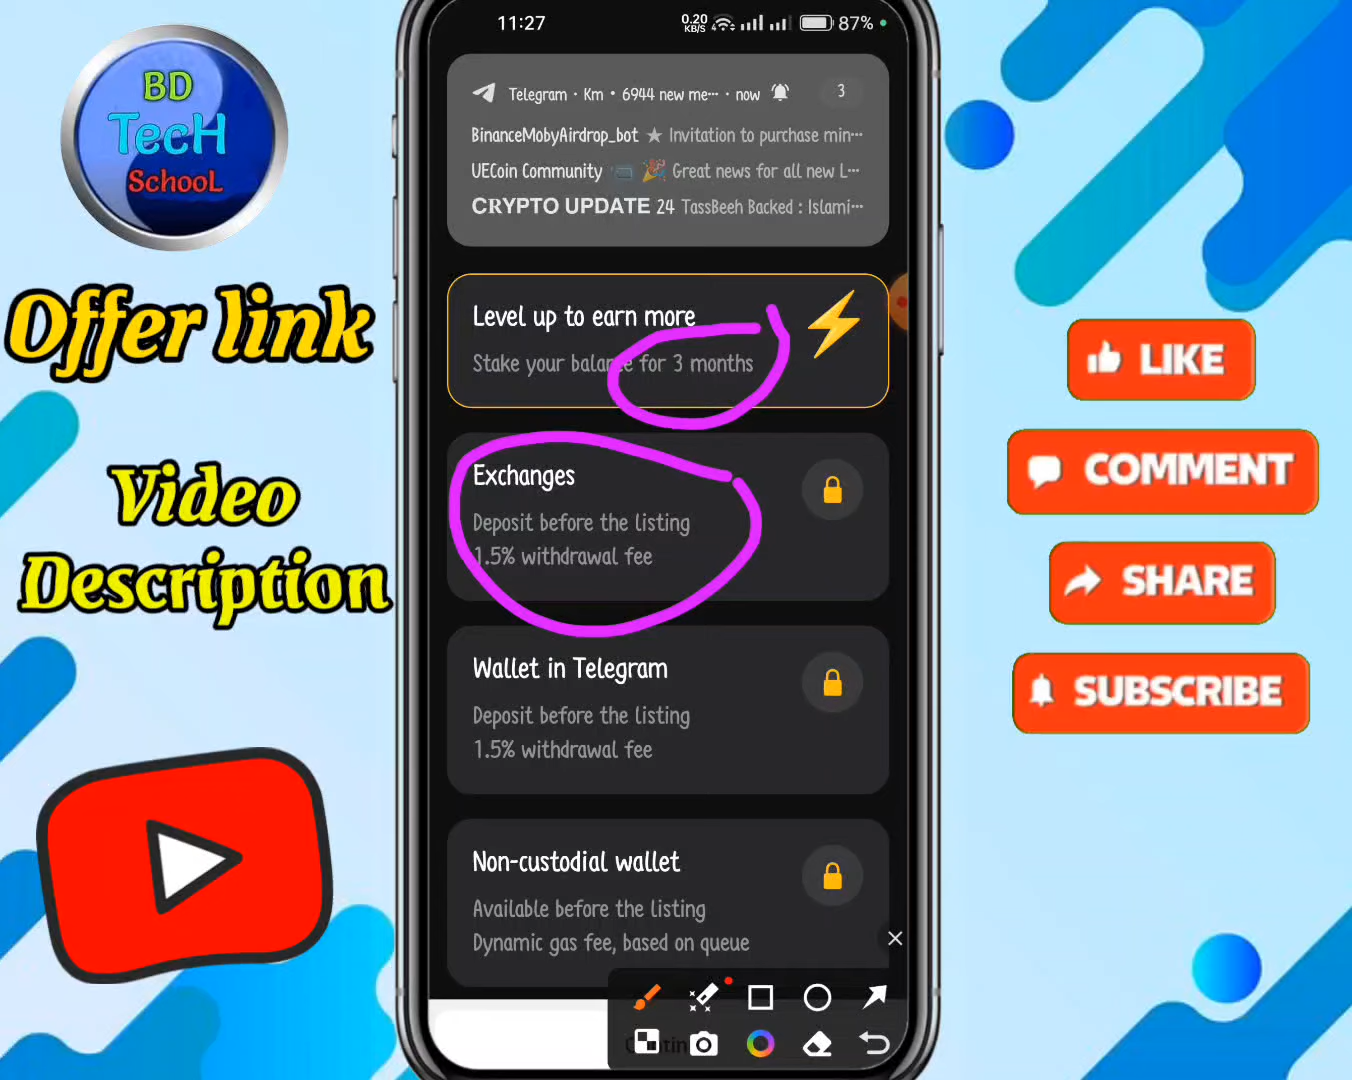 BD
TecH
SchooL
Offer link
Video
Description
11:27
0.20
KB/S
87%
Telegram • Km • 6944 new me··· • now
3
BinanceMobyAirdrop_bot ★ Invitation to purchase min···
UECoin Community 🎉 Great news for all new L···
CRYPTO UPDATE 24 TassBeeh Backed : Islami···
Level up to earn more
Stake your balance for 3 months
Exchanges
Deposit before the listing
1.5% withdrawal fee
Wallet in Telegram
Deposit before the listing
1.5% withdrawal fee
Non-custodial wallet
Available before the listing
Dynamic gas fee, based on queue
LIKE
COMMENT
SHARE
SUBSCRIBE